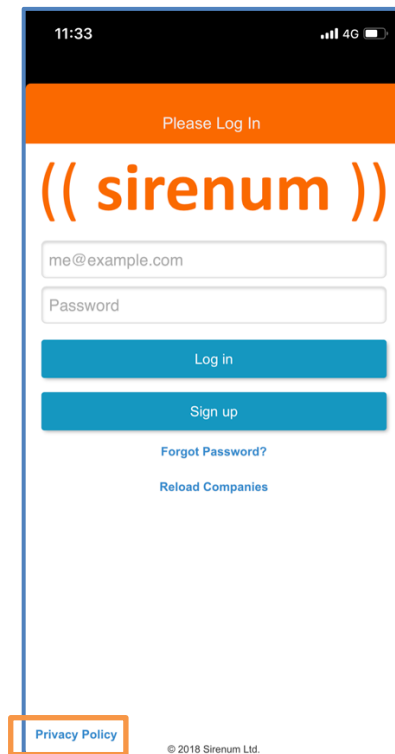 11:33
4G
Please Log In
(( sirenum ))
me@example.com
Password
Log in
Sign up
Forgot Password?
Reload Companies
Privacy Policy
© 2018 Sirenum Ltd.